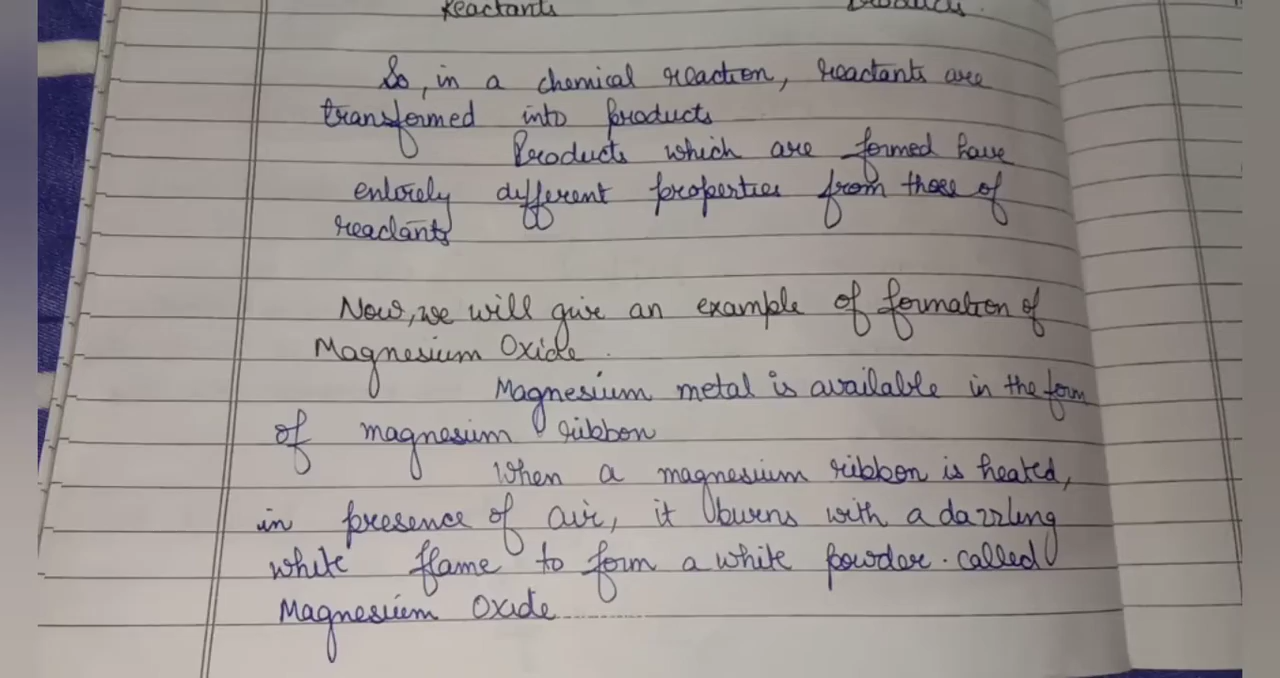 Reactants Products.
So, in a chemical reaction, reactants are
transformed into products
Products which are formed have
entirely different properties from those of
reactants
Now, we will give an example of formation of
Magnesium Oxide.
Magnesium metal is available in the form
of magnesium ribbon
When a magnesium ribbon is heated,
in presence of air, it burns with a dazzling
white flame to form a white powder. called
Magnesium Oxide